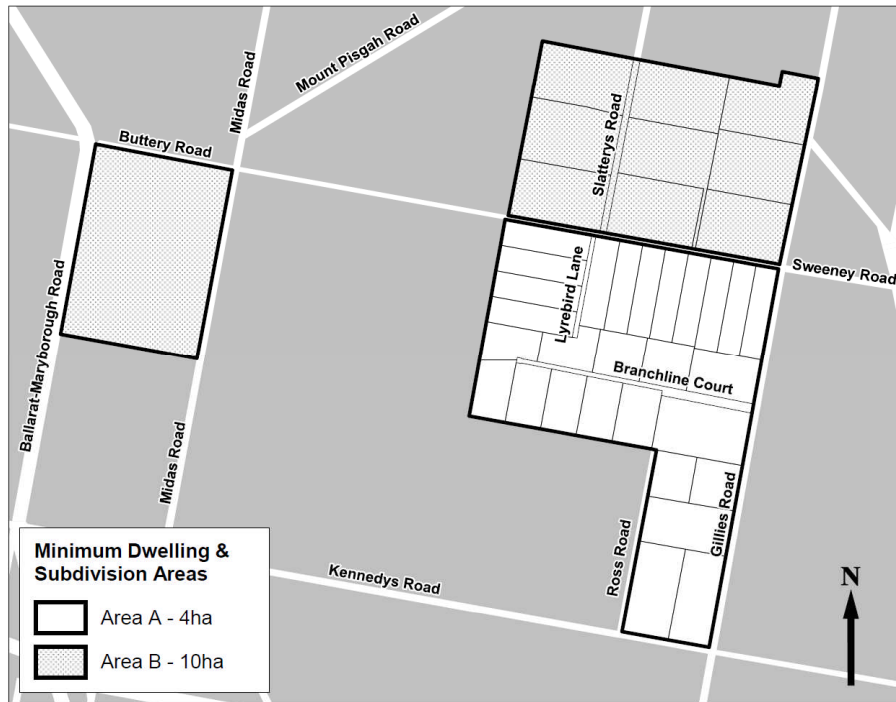 Mount Pisgah Road
Midas Road
Buttery Road
Slatterys Road
Sweeney Road
Lyrebird Lane
Ballarat-Maryborough Road
Branchline Court
Midas Road
Gillies Road
Ross Road
Kennedys Road
Minimum Dwelling &
Subdivision Areas
Area A - 4ha
Area B - 10ha
N